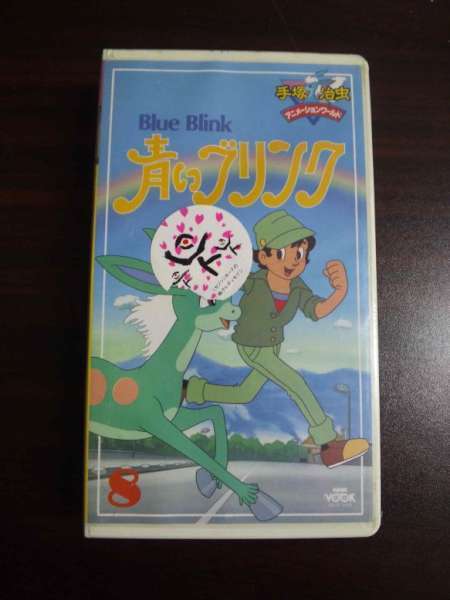 手塚治虫
アニメーションワールド
Blue Blink
青いブリンク
8
VOOK